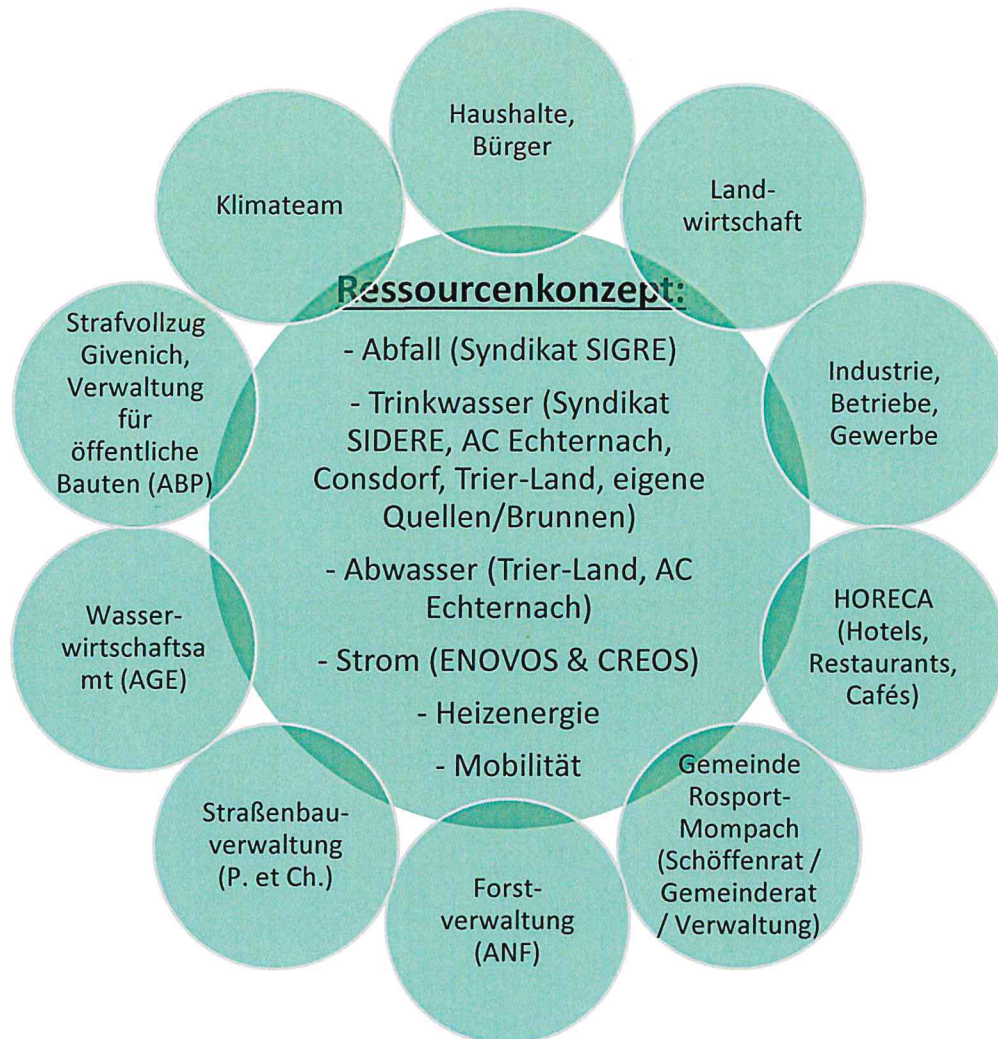 Haushalte,
Bürger
Land-
wirtschaft
Industrie,
Betriebe,
Gewerbe
HORECA
(Hotels,
Restaurants,
Cafés)
Gemeinde
Rosport-
Mompach
(Schöffenrat /
Gemeinderat
/ Verwaltung)
Forst-
verwaltung
(ANF)
Straßenbau-
verwaltung
(P. et Ch.)
Wasser-
wirtschaftsa
mt (AGE)
Strafvollzug
Givenich,
Verwaltung
für
öffentliche
Bauten (ABP)
Klimateam
Ressourcenkonzept:
- Abfall (Syndikat SIGRE)
- Trinkwasser (Syndikat
SIDERE, AC Echternach,
Consdorf, Trier-Land, eigene
Quellen/Brunnen)
- Abwasser (Trier-Land, AC
Echternach)
- Strom (ENOVOS & CREOS)
- Heizenergie
- Mobilität